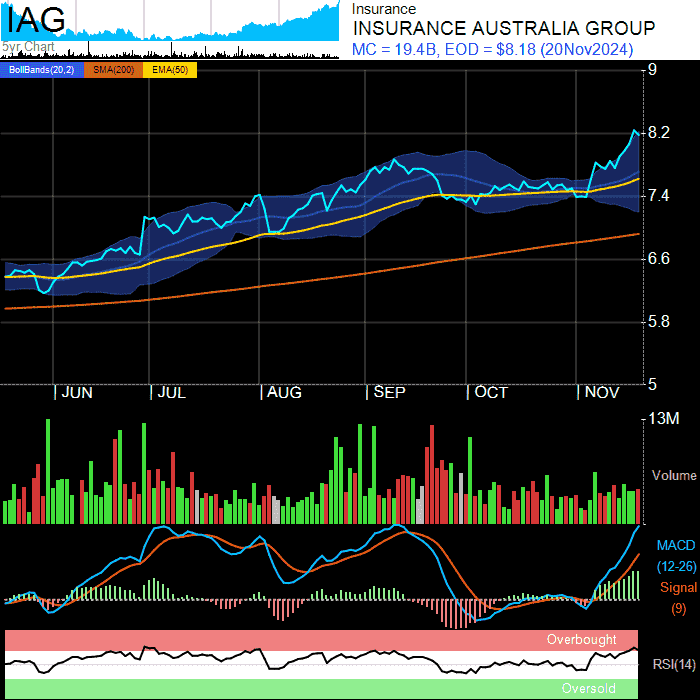 IAG
5yr Chart
Insurance
INSURANCE AUSTRALIA GROUP
MC = 19.4B, EOD = $8.18 (20Nov2024)
BollBands(20,2) SMA(200) EMA(50)
9
8.2
7.4
6.6
5.8
5
| JUN | JUL | AUG | SEP | OCT | NOV
13M
Volume
MACD
(12-26)
Signal
(9)
Overbought
RSI(14)
Oversold